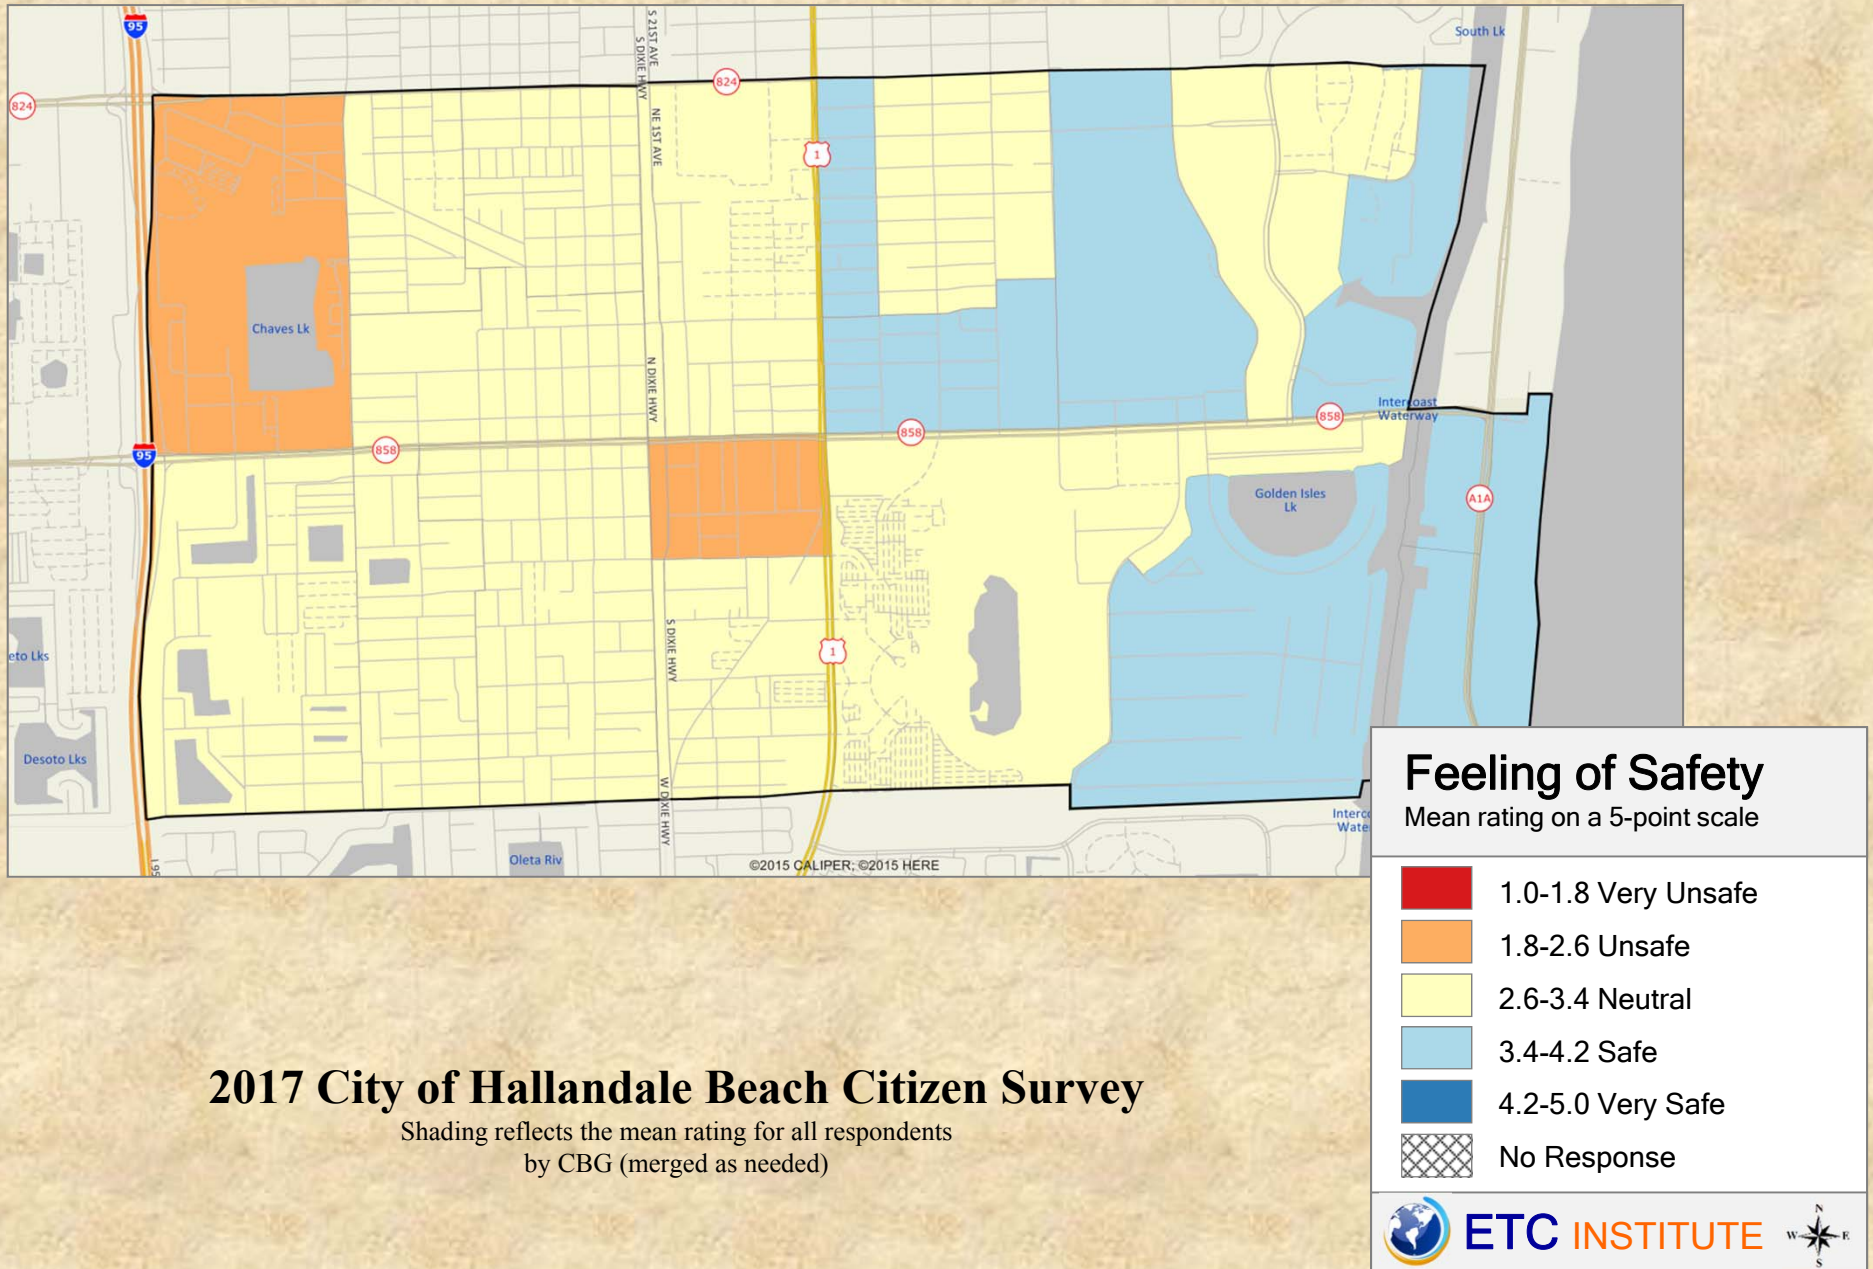 95
South Lk
S 21ST AVE
S DIXIE HWY
824
824
NE 1ST AVE
1
Chaves Lk
N DIXIE HWY
Intercoast
Waterway
858
858
858
95
Golden Isles
Lk
A1A
S DIXIE HWY
1
eto Lks
Desoto Lks
W DIXIE HWY
Interco
Wate
Oleta Riv
I 95
©2015 CALIPER; ©2015 HERE
Feeling of Safety
Mean rating on a 5-point scale
1.0-1.8 Very Unsafe
1.8-2.6 Unsafe
2.6-3.4 Neutral
3.4-4.2 Safe
4.2-5.0 Very Safe
No Response
2017 City of Hallandale Beach Citizen Survey
Shading reflects the mean rating for all respondents
by CBG (merged as needed)
ETC INSTITUTE
N
W E
S